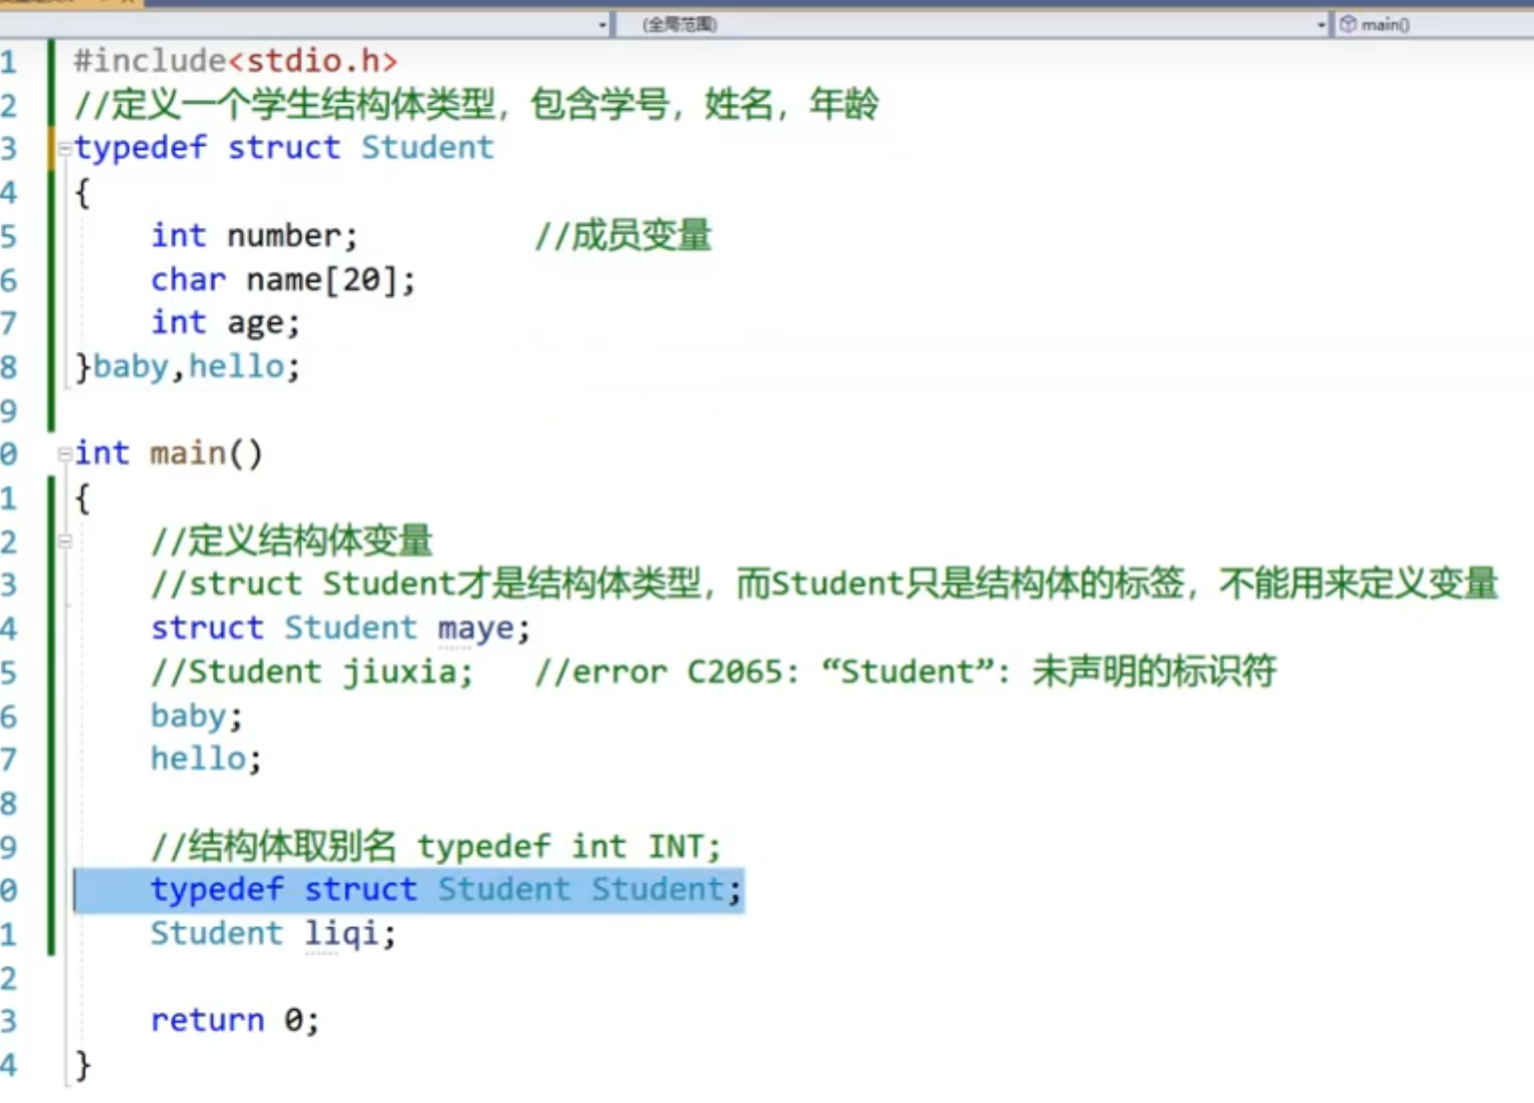 (全局范围) main()
1 #include<stdio.h>
2 //定义一个学生结构体类型，包含学号，姓名，年龄
3 typedef struct Student
4 {
5 int number; //成员变量
6 char name[20];
7 int age;
8 }baby,hello;
9
0 int main()
1 {
2 //定义结构体变量
3 //struct Student才是结构体类型，而Student只是结构体的标签，不能用来定义变量
4 struct Student maye;
5 //Student jiuxia; //error C2065: “Student”: 未声明的标识符
6 baby;
7 hello;
8
9 //结构体取别名 typedef int INT;
0 typedef struct Student Student;
1 Student liqi;
2
3 return 0;
4 }